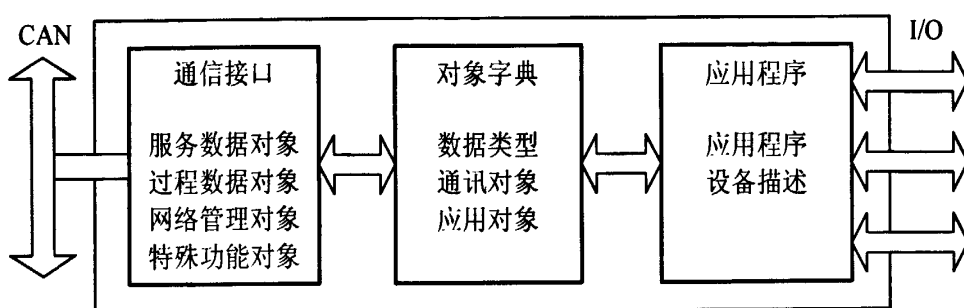 CAN
I/O
通信接口
服务数据对象
过程数据对象
网络管理对象
特殊功能对象
对象字典
数据类型
通讯对象
应用对象
应用程序
应用程序
设备描述